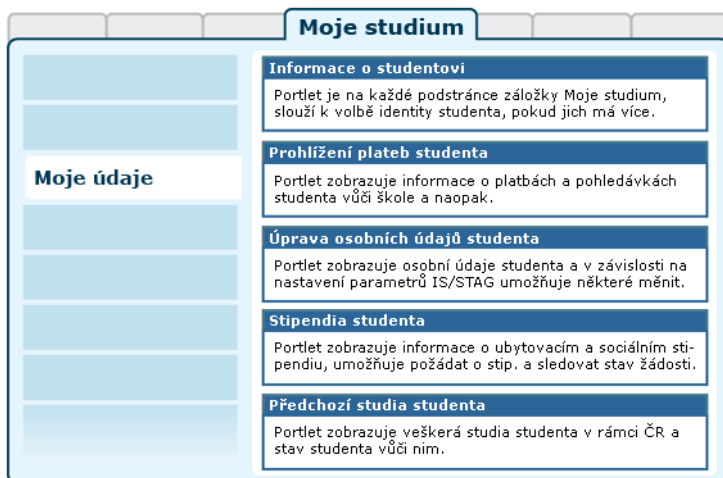 Moje studium
Moje údaje
Informace o studentovi
Portlet je na každé podstránce záložky Moje studium,
slouží k volbě identity studenta, pokud jich má více.
Prohlížení plateb studenta
Portlet zobrazuje informace o platbách a pohledávkách
studenta vůči škole a naopak.
Úprava osobních údajů studenta
Portlet zobrazuje osobní údaje studenta a v závislosti na
nastavení parametrů IS/STAG umožňuje některé měnit.
Stipendia studenta
Portlet zobrazuje informace o ubytovacím a sociálním sti-
pendiu, umožňuje požádat o stip. a sledovat stav žádosti.
Předchozí studia studenta
Portlet zobrazuje veškerá studia studenta v rámci ČR a
stav studenta vůči nim.